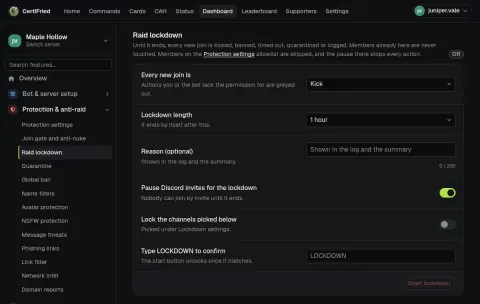 CertiFried
Home
Commands
Cards
CAH
Status
Dashboard
Leaderboard
Supporters
Settings
JV
juniper.vale
JV
Maple Hollow
Switch server
Search features...
Overview
Bot & server setup
Protection & anti-raid
Protection settings
Join gate and anti-nuke
Raid lockdown
Quarantine
Global ban
Name filters
Avatar protection
NSFW protection
Message threats
Phishing links
Link filter
Network Intel
Domain reports
Raid lockdown
Until it ends, every new join is kicked, banned, timed out, quarantined or logged. Members already here are never
touched. Members on the Protection settings allowlist are skipped, and the pause there stops every action.
Off
Every new join is
Actions you or the bot lack the permission for are greyed
out.
Kick
Lockdown length
It ends by itself after this.
1 hour
Reason (optional)
Shown in the log and the summary.
Shown in the log and the summary
0 / 200
Pause Discord invites for the lockdown
Nobody can join by invite until it ends.
Lock the channels picked below
Picked under Lockdown settings.
Type LOCKDOWN to confirm
The start button unlocks once it matches.
LOCKDOWN
Start lockdown